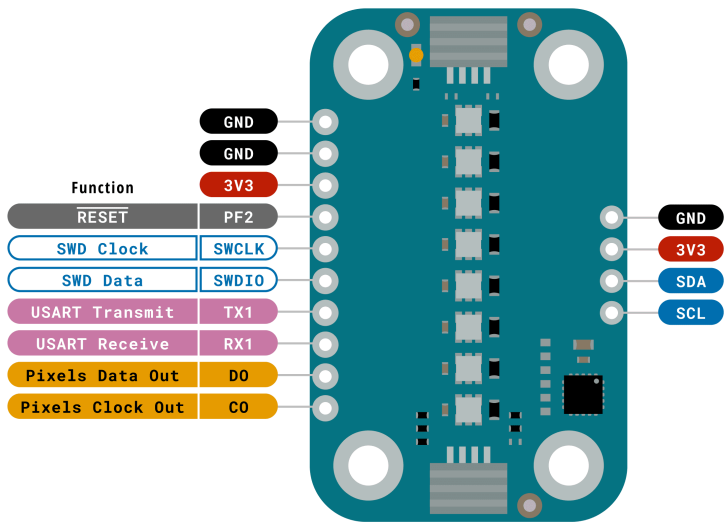 GND
GND
Function
3V3
RESET PF2
SWD Clock SWCLK
SWD Data SWDIO
USART Transmit TX1
USART Receive RX1
Pixels Data Out DO
Pixels Clock Out CO
GND
3V3
SDA
SCL